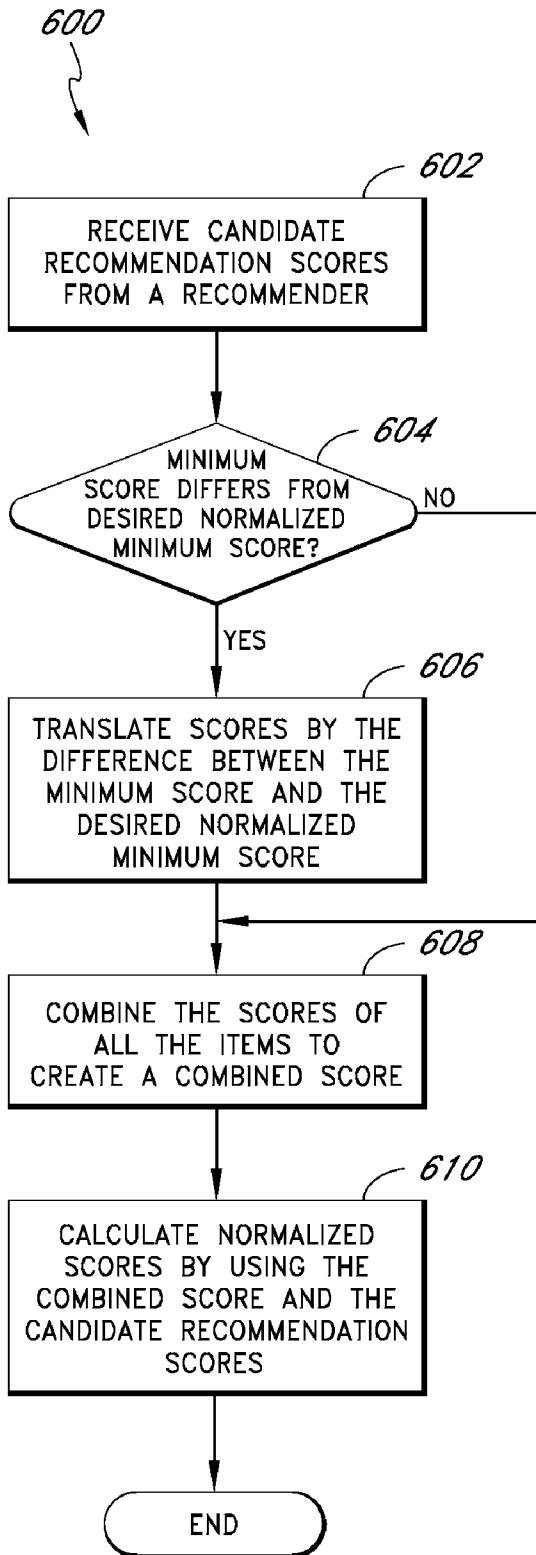 600
602
RECEIVE CANDIDATE
RECOMMENDATION SCORES
FROM A RECOMMENDER
604
MINIMUM
SCORE DIFFERS FROM
DESIRED NORMALIZED
MINIMUM SCORE?
NO
YES
606
TRANSLATE SCORES BY THE
DIFFERENCE BETWEEN THE
MINIMUM SCORE AND THE
DESIRED NORMALIZED
MINIMUM SCORE
608
COMBINE THE SCORES OF
ALL THE ITEMS TO
CREATE A COMBINED SCORE
610
CALCULATE NORMALIZED
SCORES BY USING THE
COMBINED SCORE AND THE
CANDIDATE RECOMMENDATION
SCORES
END